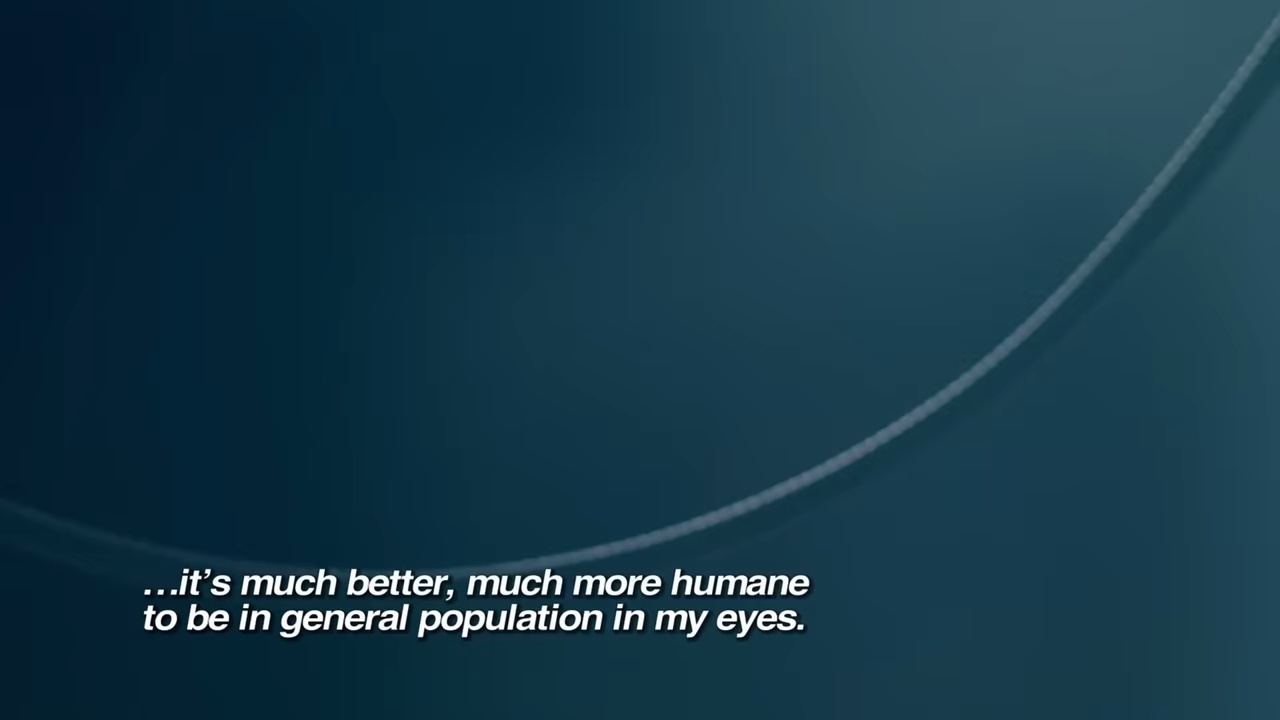 …it’s much better, much more humane
to be in general population in my eyes.